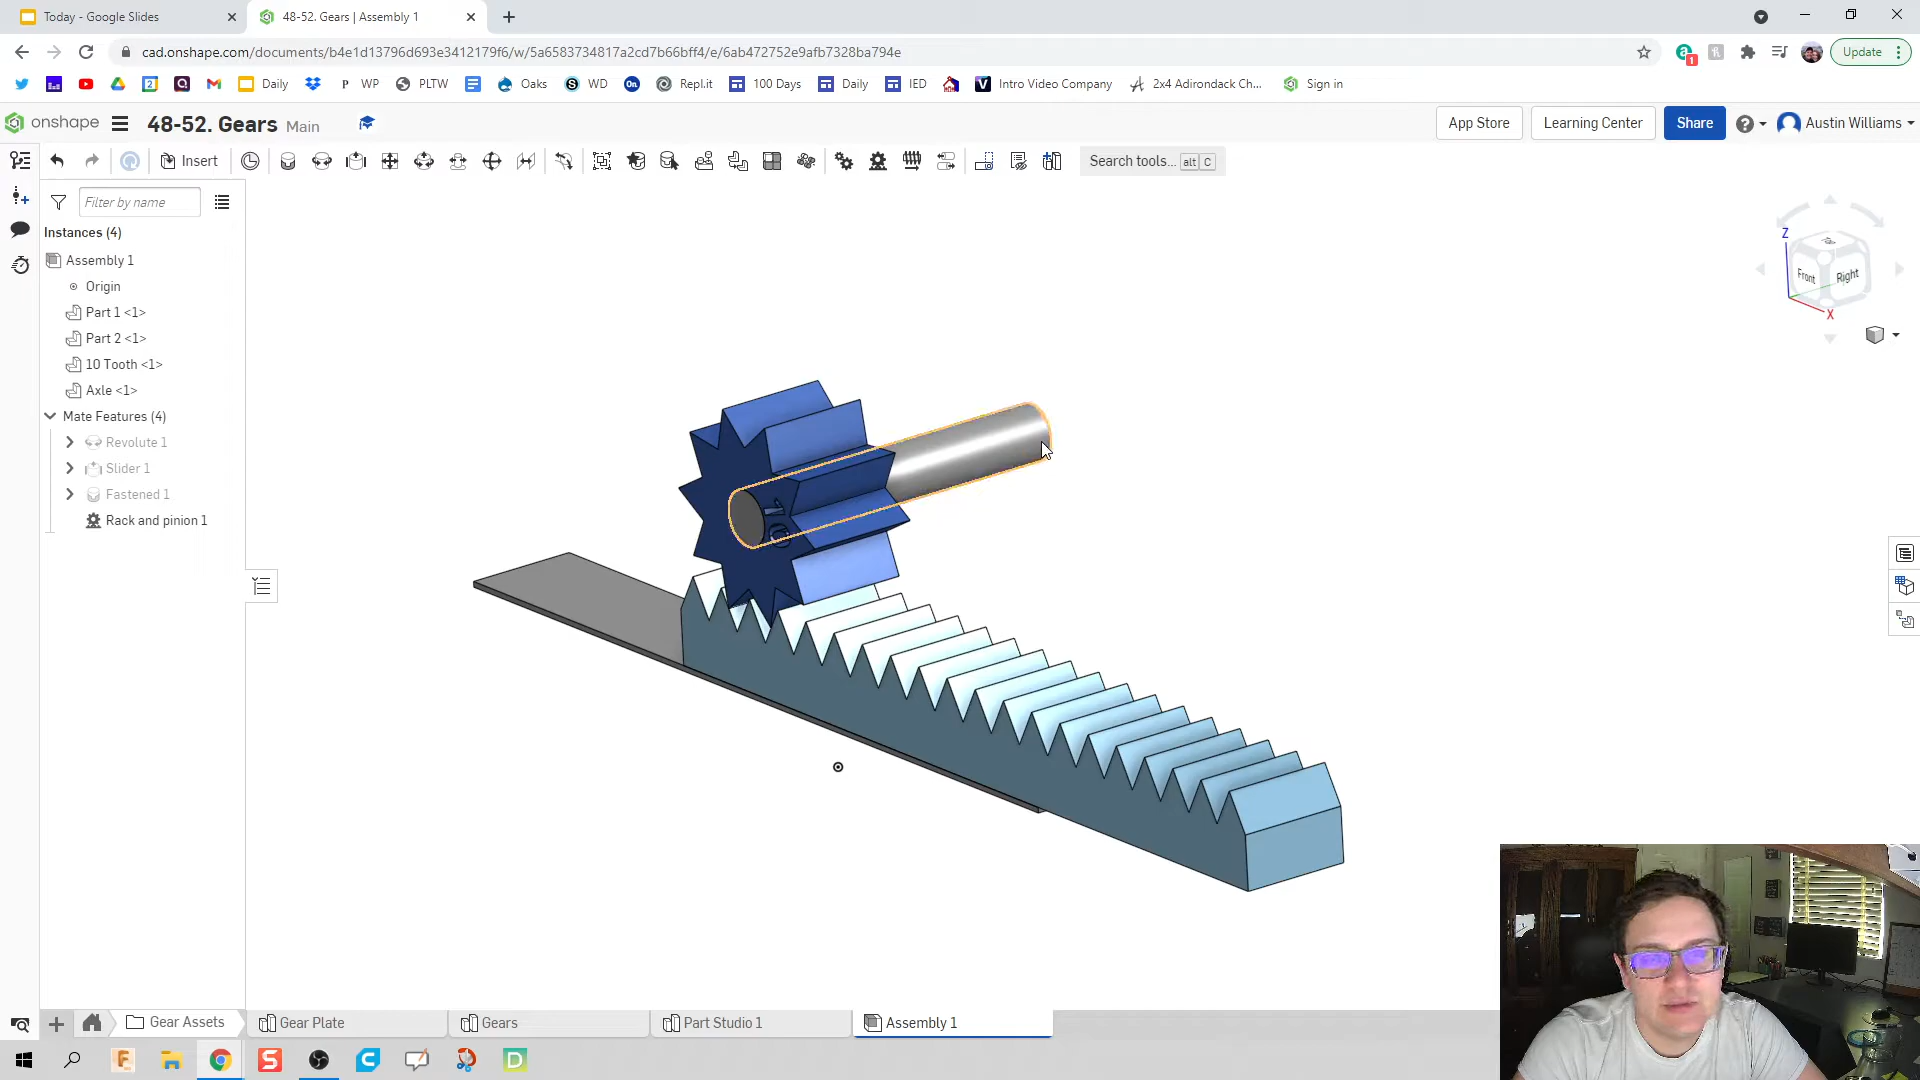 Today - Google Slides
48-52. Gears | Assembly 1
cad.onshape.com/documents/b4e1d13796d693e3412179f6/w/5a6583734817a2cd7b66bff4/e/6ab472752e9afb7328ba794e
1
Update
2
Daily
P WP
PLTW
Oaks
S WD
On
Repl.it
100 Days
Daily
IED
V Intro Video Company
2x4 Adirondack Ch...
Sign in
onshape
48-52. Gears Main
App Store
Learning Center
Share
?
Austin Williams
Insert
Search tools... alt C
Filter by name
Instances (4)
Assembly 1
Origin
Part 1 <1>
Part 2 <1>
10 Tooth <1>
Axle <1>
Mate Features (4)
Revolute 1
Slider 1
Fastened 1
Rack and pinion 1
Z
Front
Right
X
Gear Assets
Gear Plate
Gears
Part Studio 1
Assembly 1
F
S
C
D